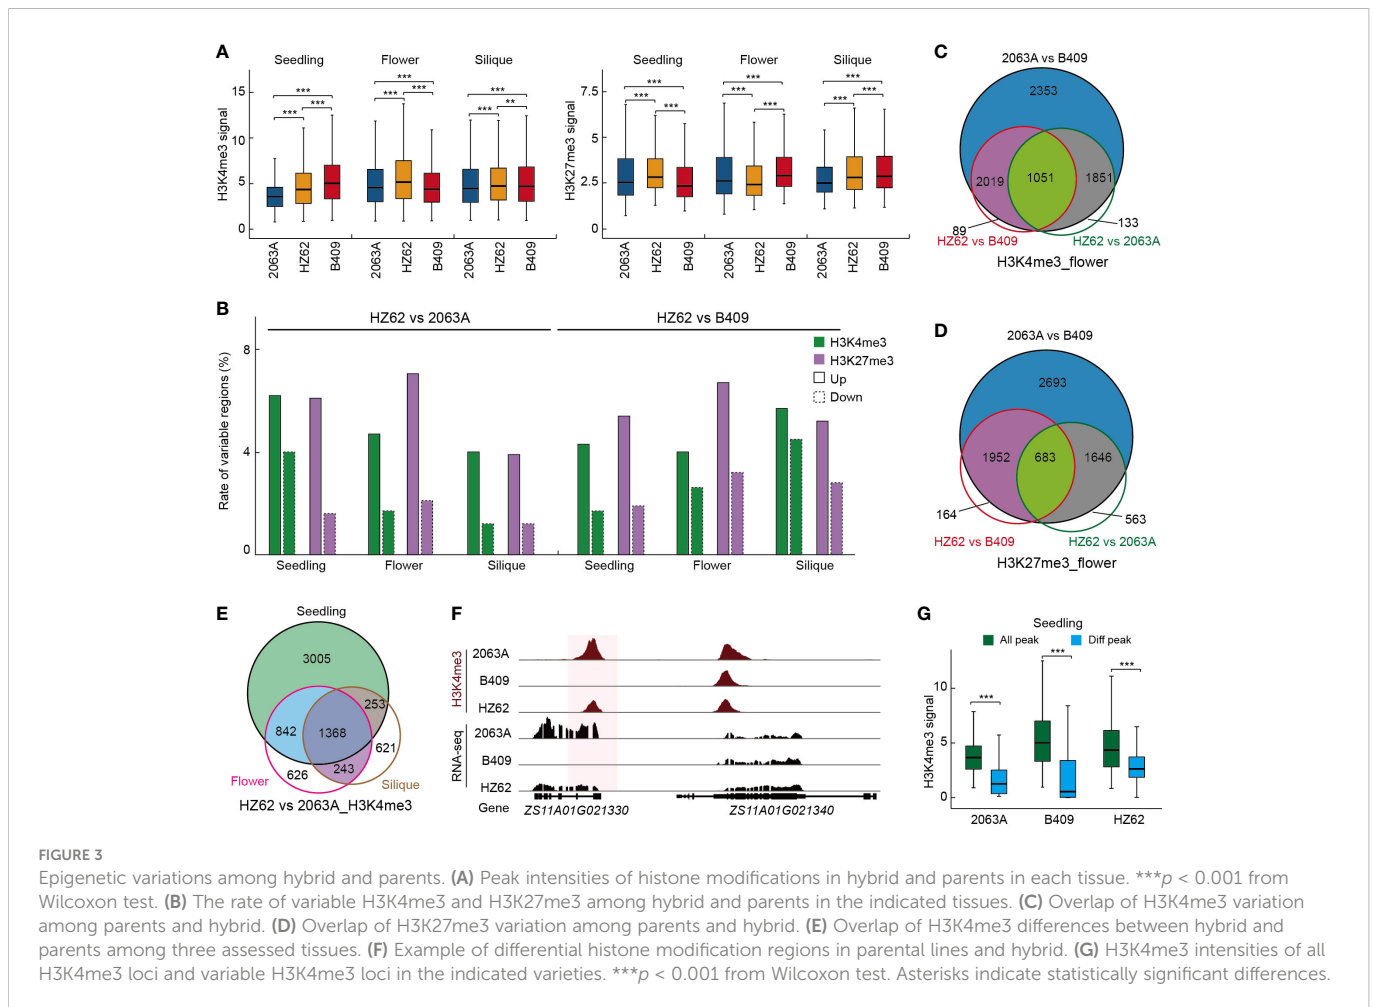 A
Seedling
Flower
Silique
H3K4me3 signal
15
10
5
0
***
***
***
***
***
***
***
***
**
2063A
HZ62
B409
2063A
HZ62
B409
2063A
HZ62
B409
Seedling
Flower
Silique
H3K27me3 signal
7.5
5
2.5
0
***
***
***
***
***
***
***
***
***
2063A
HZ62
B409
2063A
HZ62
B409
2063A
HZ62
B409
C
2063A vs B409
2353
2019
1051
1851
89
133
HZ62 vs B409
HZ62 vs 2063A
H3K4me3_flower
B
HZ62 vs 2063A
HZ62 vs B409
Rate of variable regions (%)
8
4
0
H3K4me3
H3K27me3
Up
Down
Seedling
Flower
Silique
Seedling
Flower
Silique
D
2063A vs B409
2693
1952
683
1646
164
563
HZ62 vs B409
HZ62 vs 2063A
H3K27me3_flower
E
Seedling
3005
253
842
1368
621
626
243
Flower
Silique
HZ62 vs 2063A_H3K4me3
F
H3K4me3
2063A
B409
HZ62
RNA-seq
2063A
B409
HZ62
Gene
ZS11A01G021330
ZS11A01G021340
G
Seedling
All peak
Diff peak
H3K4me3 signal
10
5
0
***
***
***
2063A
B409
HZ62
FIGURE 3
Epigenetic variations among hybrid and parents. (A) Peak intensities of histone modifications in hybrid and parents in each tissue. ***p < 0.001 from
Wilcoxon test. (B) The rate of variable H3K4me3 and H3K27me3 among hybrid and parents in the indicated tissues. (C) Overlap of H3K4me3 variation
among parents and hybrid. (D) Overlap of H3K27me3 variation among parents and hybrid. (E) Overlap of H3K4me3 differences between hybrid and
parents among three assessed tissues. (F) Example of differential histone modification regions in parental lines and hybrid. (G) H3K4me3 intensities of all
H3K4me3 loci and variable H3K4me3 loci in the indicated varieties. ***p < 0.001 from Wilcoxon test. Asterisks indicate statistically significant differences.